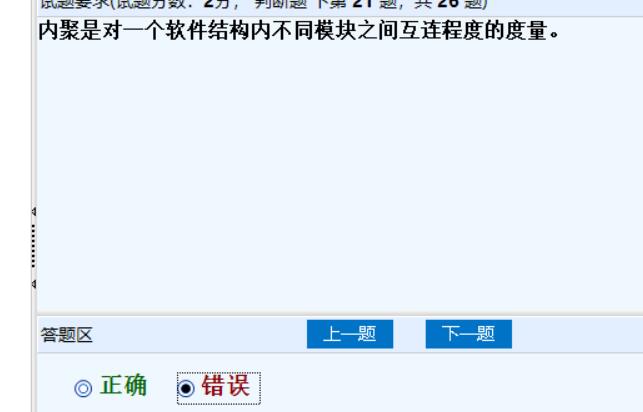 试题要求(试题分数：2分， 判断题 下第 21 题，共 26 题)
内聚是对一个软件结构内不同模块之间互连程度的度量。
答题区
上一题 下一题
正确 错误